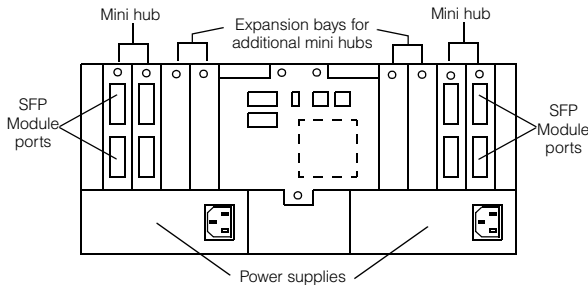 Mini hub
Expansion bays for
additional mini hubs
Mini hub
SFP
Module
ports
SFP
Module
ports
Power supplies